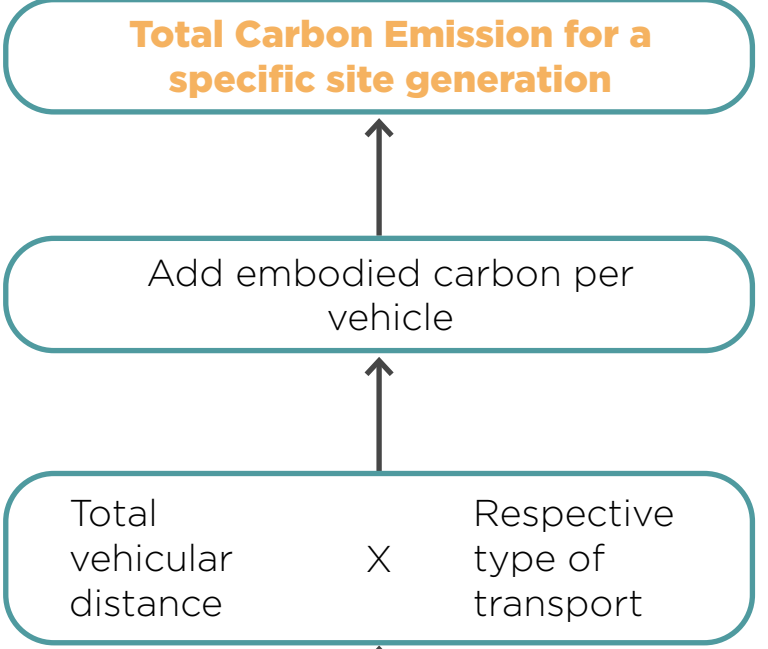 Total Carbon Emission for a
specific site generation
Add embodied carbon per
vehicle
Total
vehicular
distance
X
Respective
type of
transport